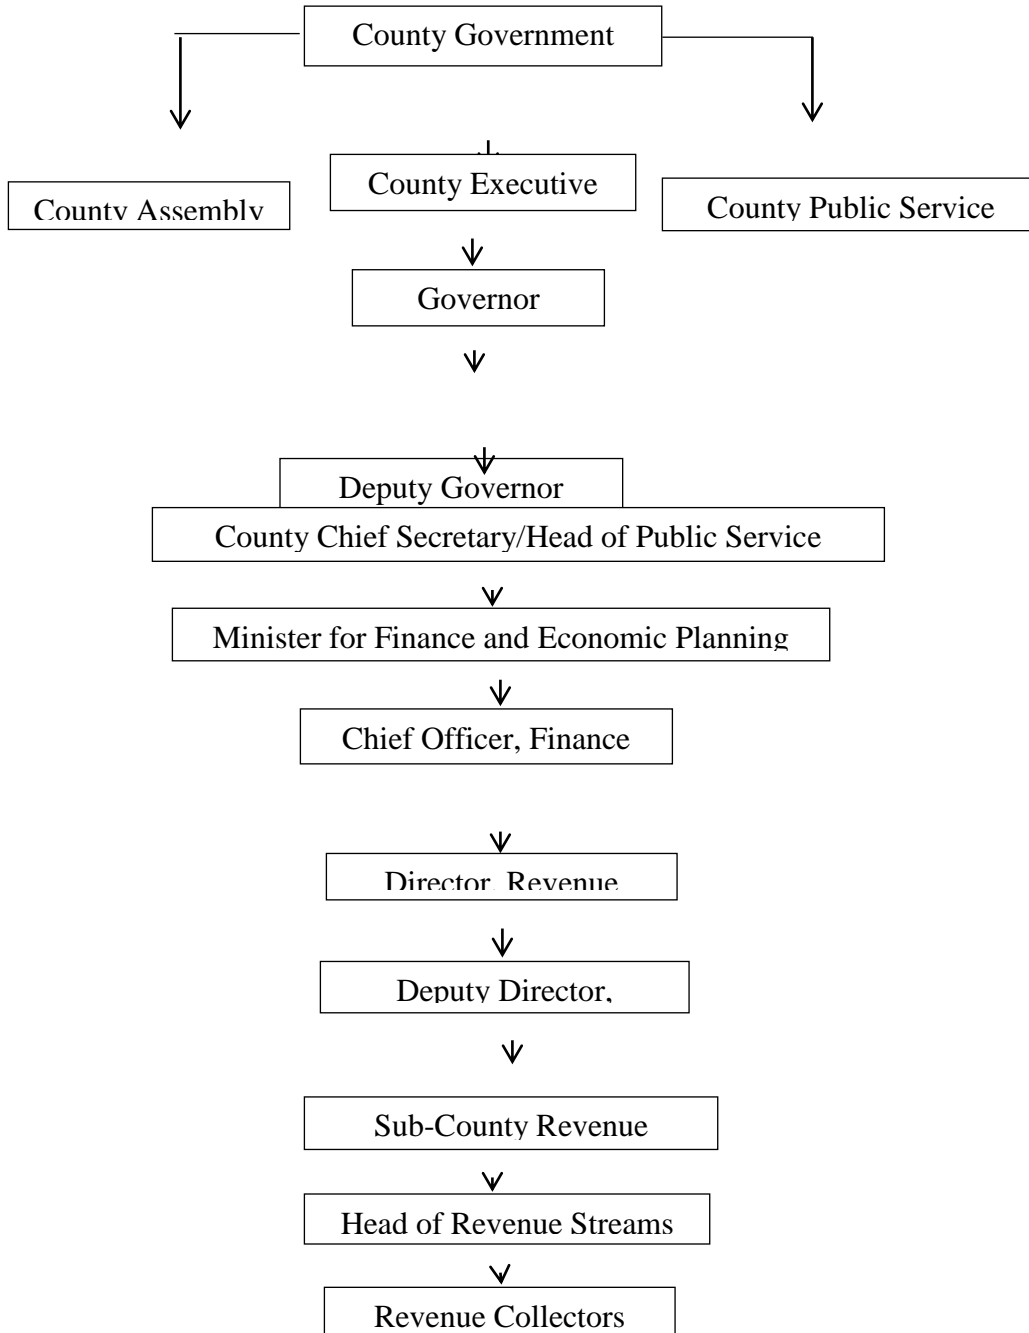 County Government
County Assembly
County Executive
County Public Service
Governor
Deputy Governor
County Chief Secretary/Head of Public Service
Minister for Finance and Economic Planning
Chief Officer, Finance
Director, Revenue
Deputy Director,
Sub-County Revenue
Head of Revenue Streams
Revenue Collectors